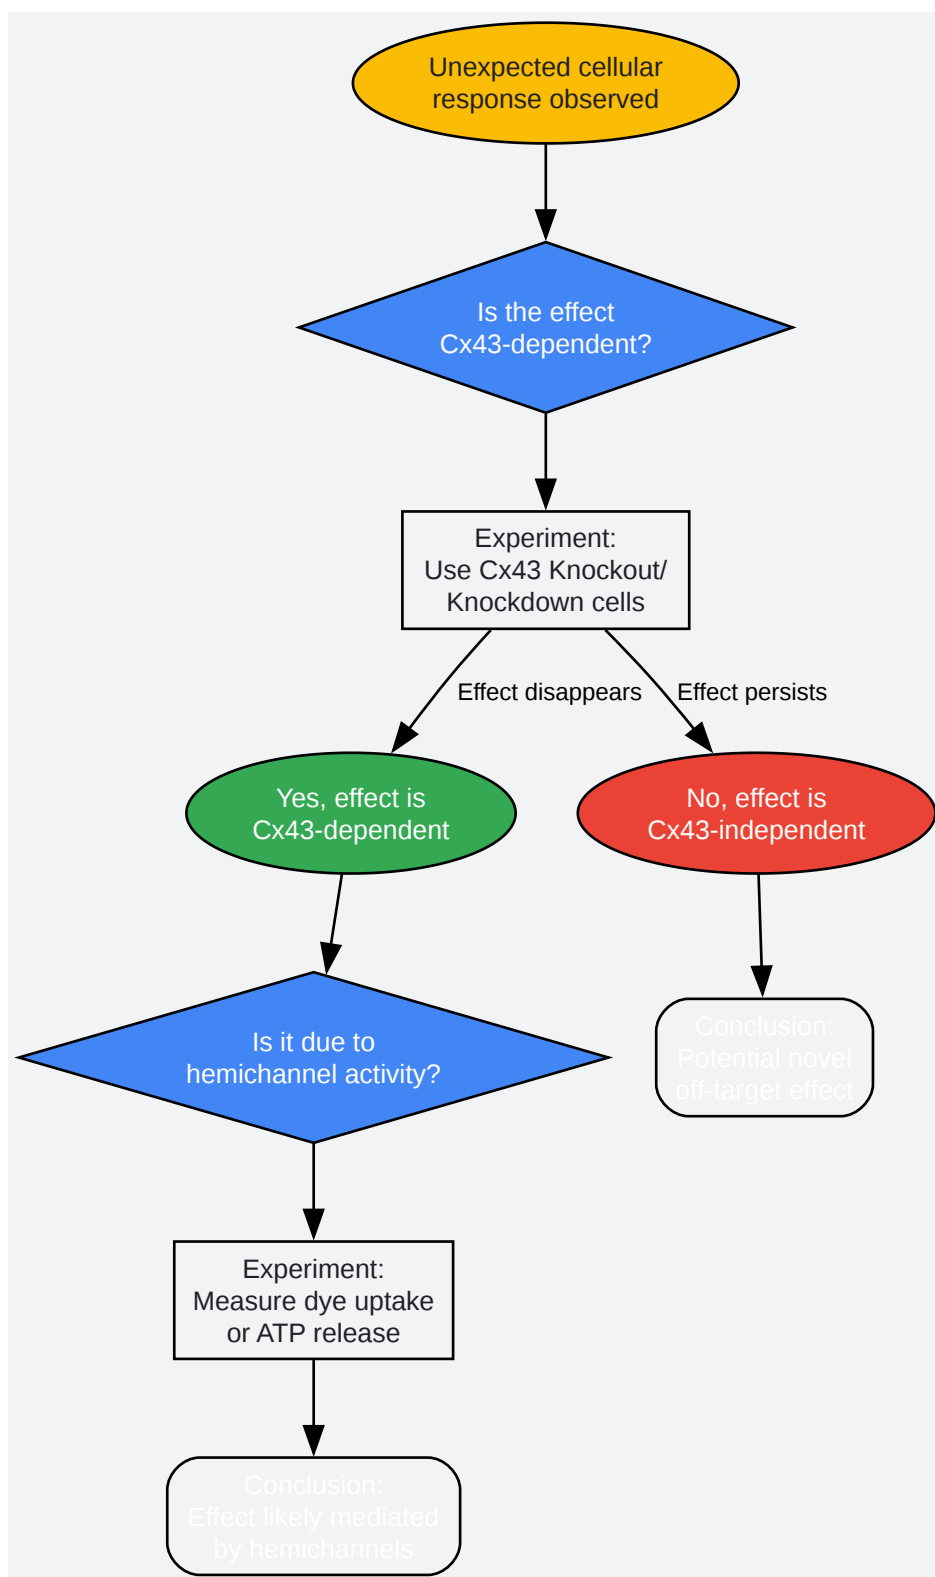 Unexpected cellular
response observed
Is the effect
Cx43-dependent?
Experiment:
Use Cx43 Knockout/
Knockdown cells
Effect disappears
Effect persists
Yes, effect is
Cx43-dependent
No, effect is
Cx43-independent
Is it due to
hemichannel activity?
Conclusion:
Potential novel
off-target effect
Experiment:
Measure dye uptake
or ATP release
Conclusion:
Effect likely mediated
by hemichannels